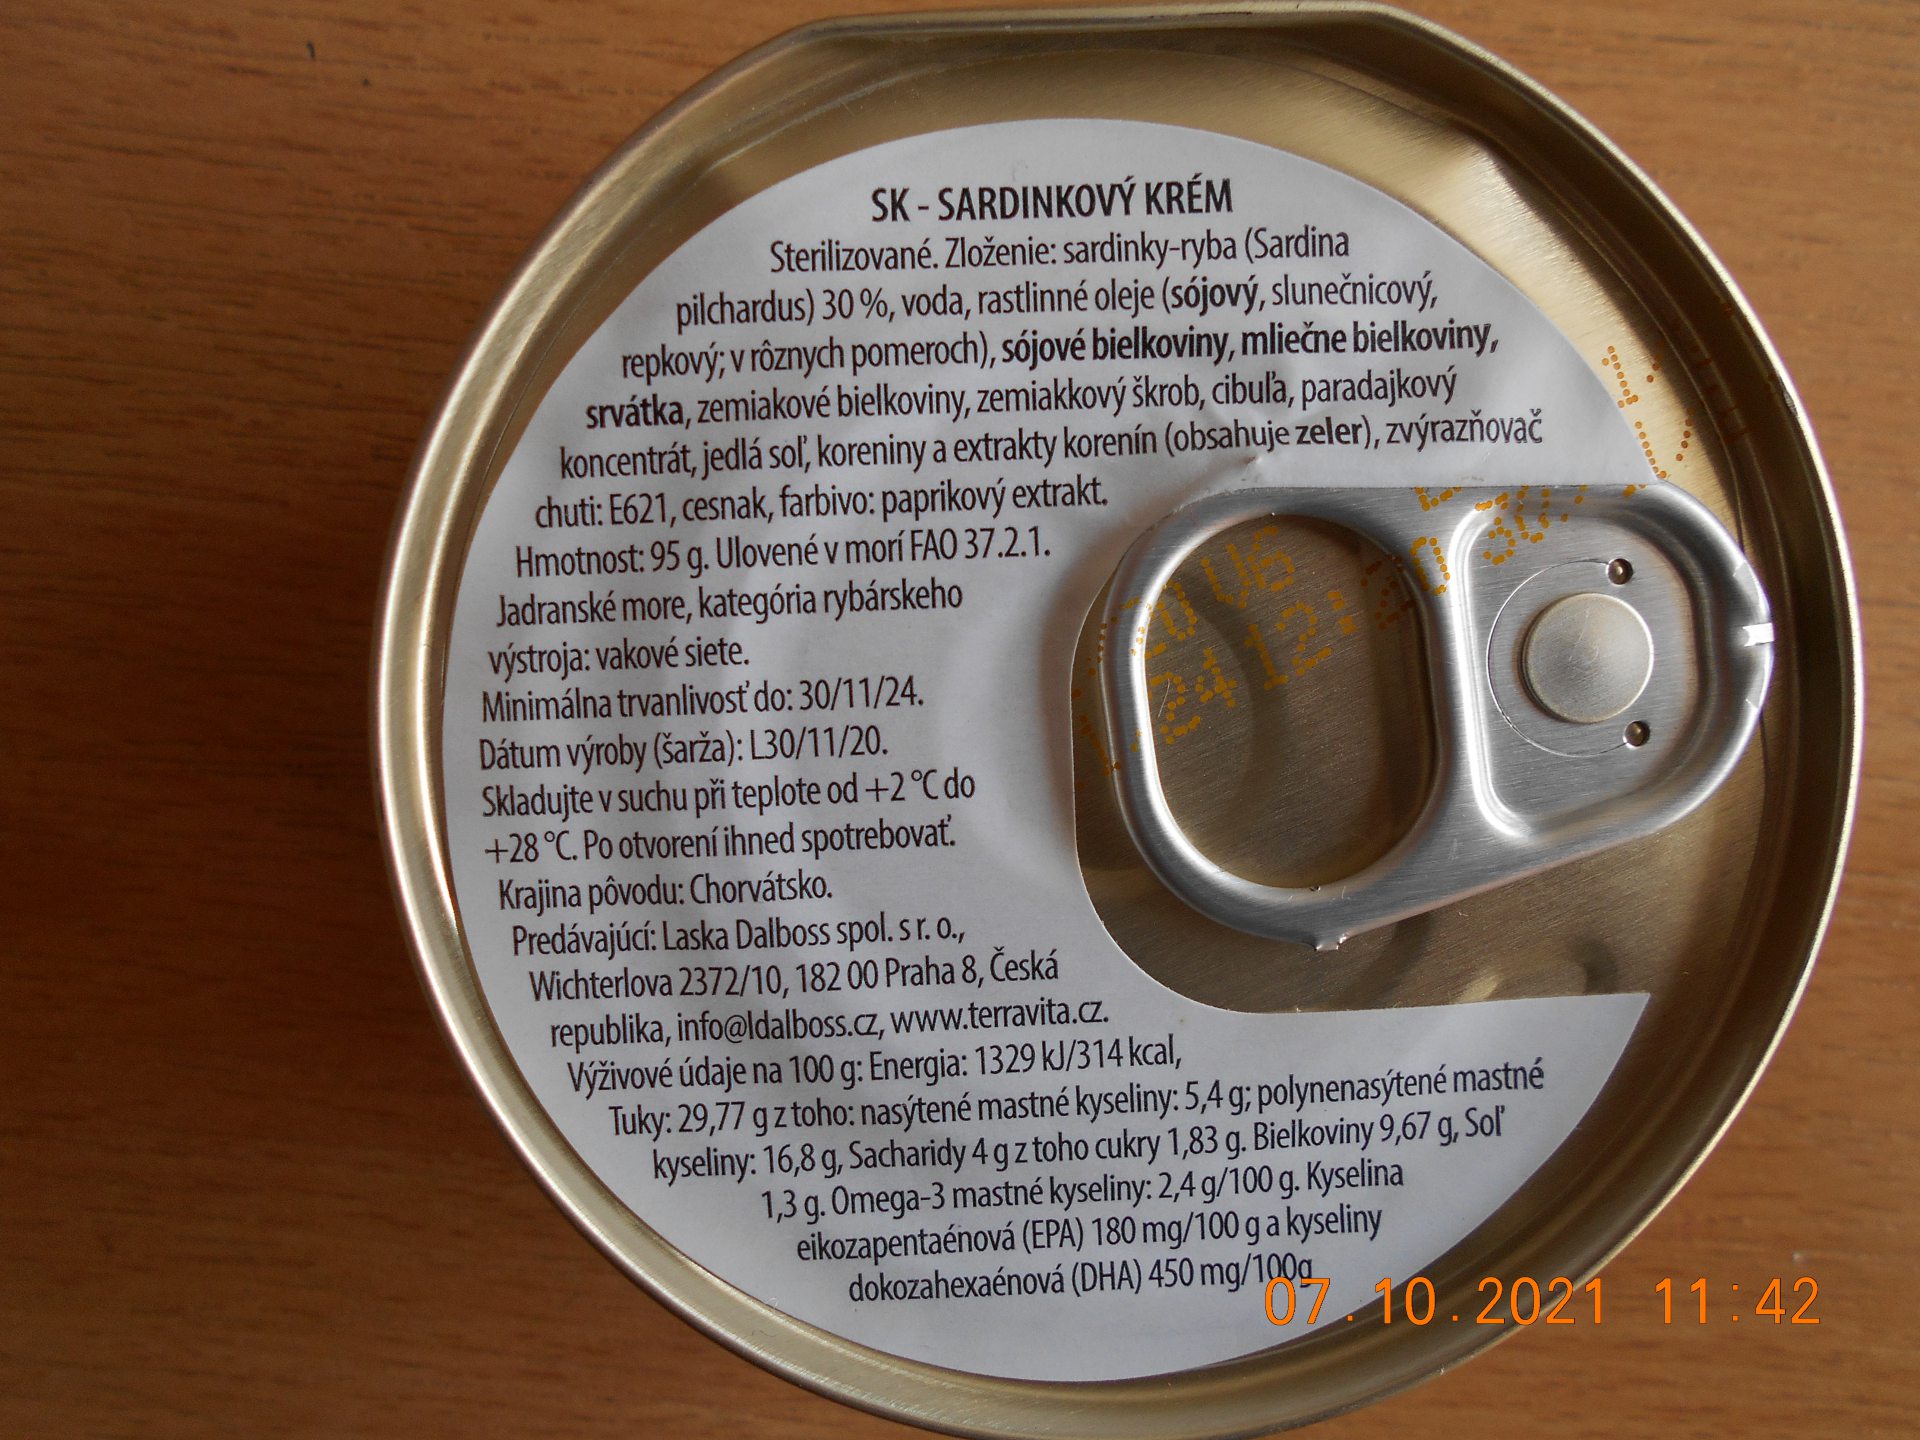 SK - SARDINKOVÝ KRÉM
Sterilizované. Zloženie: sardinky-ryba (Sardina
pilchardus) 30 %, voda, rastlinné oleje (sójový, slunečnicový,
repkový; v rôznych pomeroch), sójové bielkoviny, mliečne bielkoviny,
srvátka, zemiakové bielkoviny, zemiakkový škrob, cibuľa, paradajkový
koncentrát, jedlá soľ, koreniny a extrakty korenín (obsahuje zeler), zvýrazňovač
chuti: E621, cesnak, farbivo: paprikový extrakt.
Hmotnost: 95 g. Ulovené v morí FAO 37.2.1.
Jadranské more, kategória rybárskeho
výstroja: vakové siete.
Minimálna trvanlivosť do: 30/11/24.
Dátum výroby (šarža): L30/11/20.
Skladujte v suchu při teplote od +2 °C do
+28 °C. Po otvorení ihned spotrebovať.
Krajina pôvodu: Chorvátsko.
Predávajúcí: Laska Dalboss spol. s r. o.,
Wichterlova 2372/10, 182 00 Praha 8, Česká
republika, info@ldalboss.cz, www.terravita.cz.
Výživové údaje na 100 g: Energia: 1329 kJ/314 kcal,
Tuky: 29,77 g z toho: nasýtené mastné kyseliny: 5,4 g; polynenasýtené mastné
kyseliny: 16,8 g, Sacharidy 4 g z toho cukry 1,83 g. Bielkoviny 9,67 g, Soľ
1,3 g. Omega-3 mastné kyseliny: 2,4 g/100 g. Kyselina
eikozapentaénová (EPA) 180 mg/100 g a kyseliny
dokozahexaénová (DHA) 450 mg/100g
07.10.2021 11:42